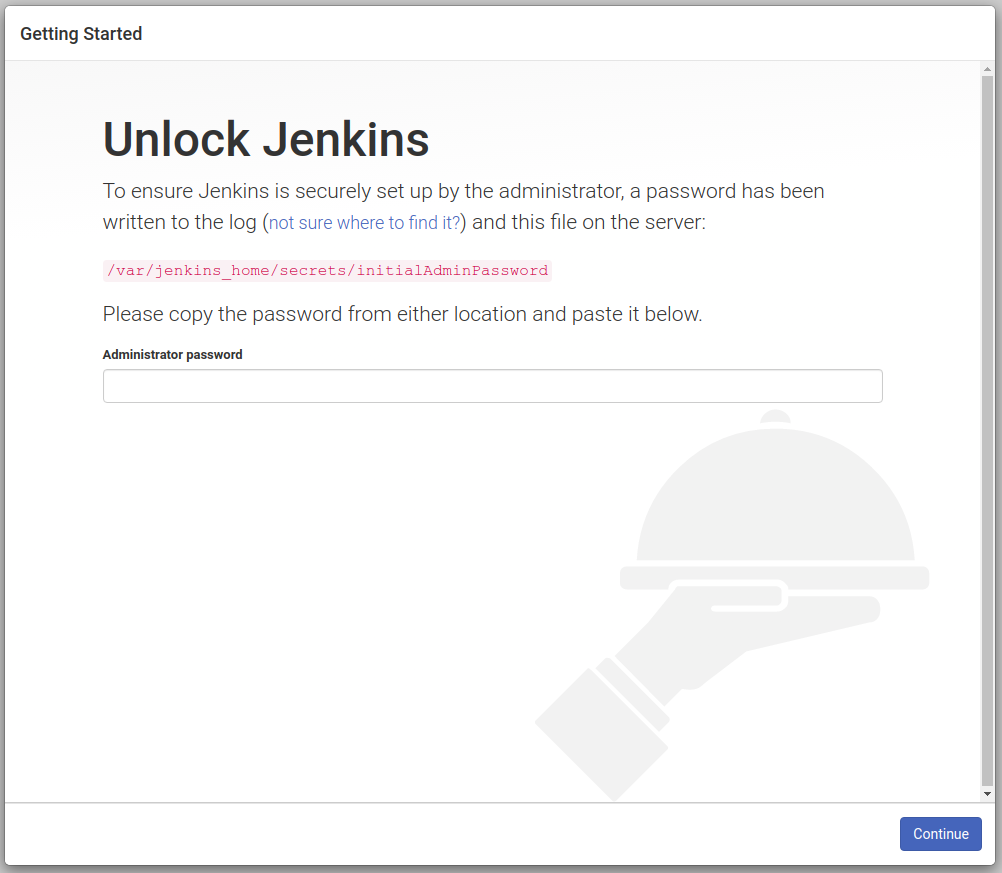 Getting Started
Unlock Jenkins
To ensure Jenkins is securely set up by the administrator, a password has been
written to the log (not sure where to find it?) and this file on the server:
/var/jenkins_home/secrets/initialAdminPassword
Please copy the password from either location and paste it below.
Administrator password
Continue